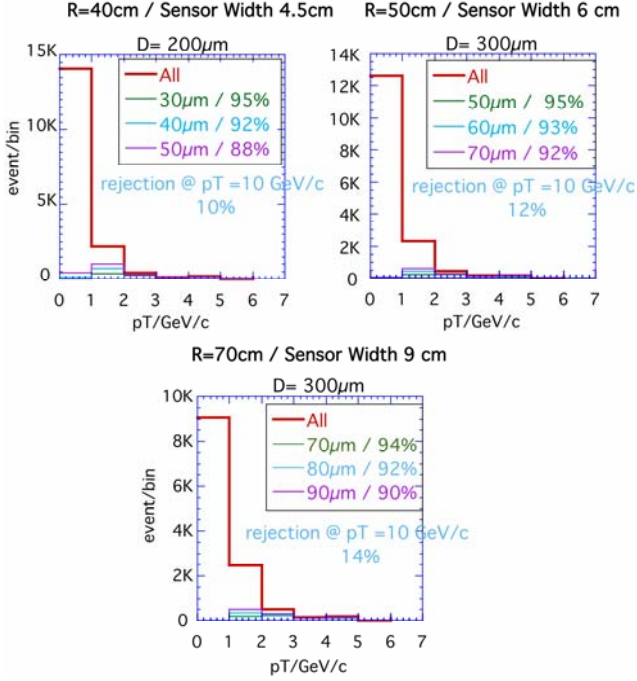 R=40cm / Sensor Width 4.5cm
D= 200µm
15K
10K
5K
0
event/bin
All
30µm / 95%
40µm / 92%
50µm / 88%
rejection @ pT =10 GeV/c
10%
0 1 2 3 4 5 6 7
pT/GeV/c
R=50cm / Sensor Width 6 cm
D= 300µm
14K
12K
10K
8K
6K
4K
2K
0
All
50µm / 95%
60µm / 93%
70µm / 92%
rejection @ pT =10 GeV/c
12%
0 1 2 3 4 5 6 7
pT/GeV/c
R=70cm / Sensor Width 9 cm
D= 300µm
10K
8K
6K
4K
2K
0
event/bin
All
70µm / 94%
80µm / 92%
90µm / 90%
rejection @ pT =10 GeV/c
14%
0 1 2 3 4 5 6 7
pT/GeV/c